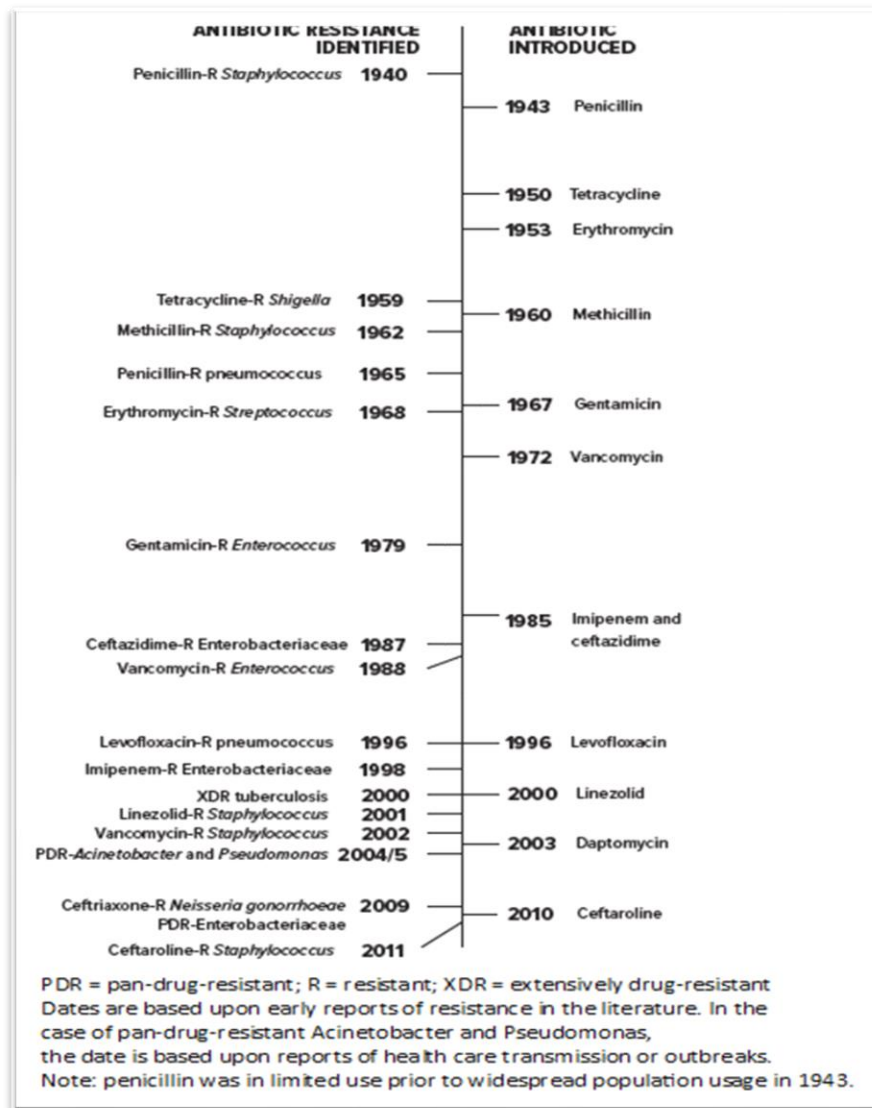 ANTIBIOTIC RESISTANCE IDENTIFIED
ANTIBIOTIC INTRODUCED
Penicillin-R Staphylococcus 1940
1943 Penicillin
1950 Tetracycline
1953 Erythromycin
Tetracycline-R Shigella 1959
1960 Methicillin
Methicillin-R Staphylococcus 1962
Penicillin-R pneumococcus 1965
1967 Gentamicin
Erythromycin-R Streptococcus 1968
1972 Vancomycin
Gentamicin-R Enterococcus 1979
1985 Imipenem and
ceftazidime
Ceftazidime-R Enterobacteriaceae 1987
Vancomycin-R Enterococcus 1988
Levofloxacin-R pneumococcus 1996
1996 Levofloxacin
Imipenem-R Enterobacteriaceae 1998
XDR tuberculosis 2000
2000 Linezolid
Linezolid-R Staphylococcus 2001
Vancomycin-R Staphylococcus 2002
2003 Daptomycin
PDR-Acinetobacter and Pseudomonas 2004/5
Ceftriaxone-R Neisseria gonorrhoeae 2009
PDR-Enterobacteriaceae
2010 Ceftaroline
Ceftaroline-R Staphylococcus 2011
PDR = pan-drug-resistant; R = resistant; XDR = extensively drug-resistant
Dates are based upon early reports of resistance in the literature. In the
case of pan-drug-resistant Acinetobacter and Pseudomonas,
the date is based upon reports of health care transmission or outbreaks.
Note: penicillin was in limited use prior to widespread population usage in 1943.